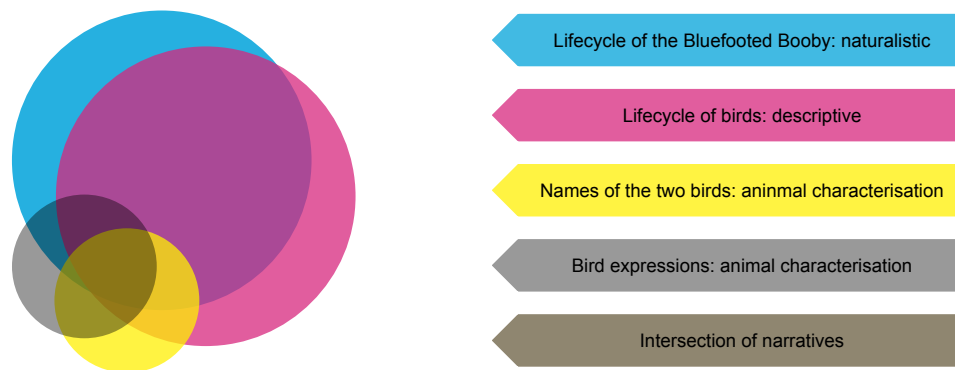 Lifecycle of the Bluefooted Booby: naturalistic
Lifecycle of birds: descriptive
Names of the two birds: aninmal characterisation
Bird expressions: animal characterisation
Intersection of narratives